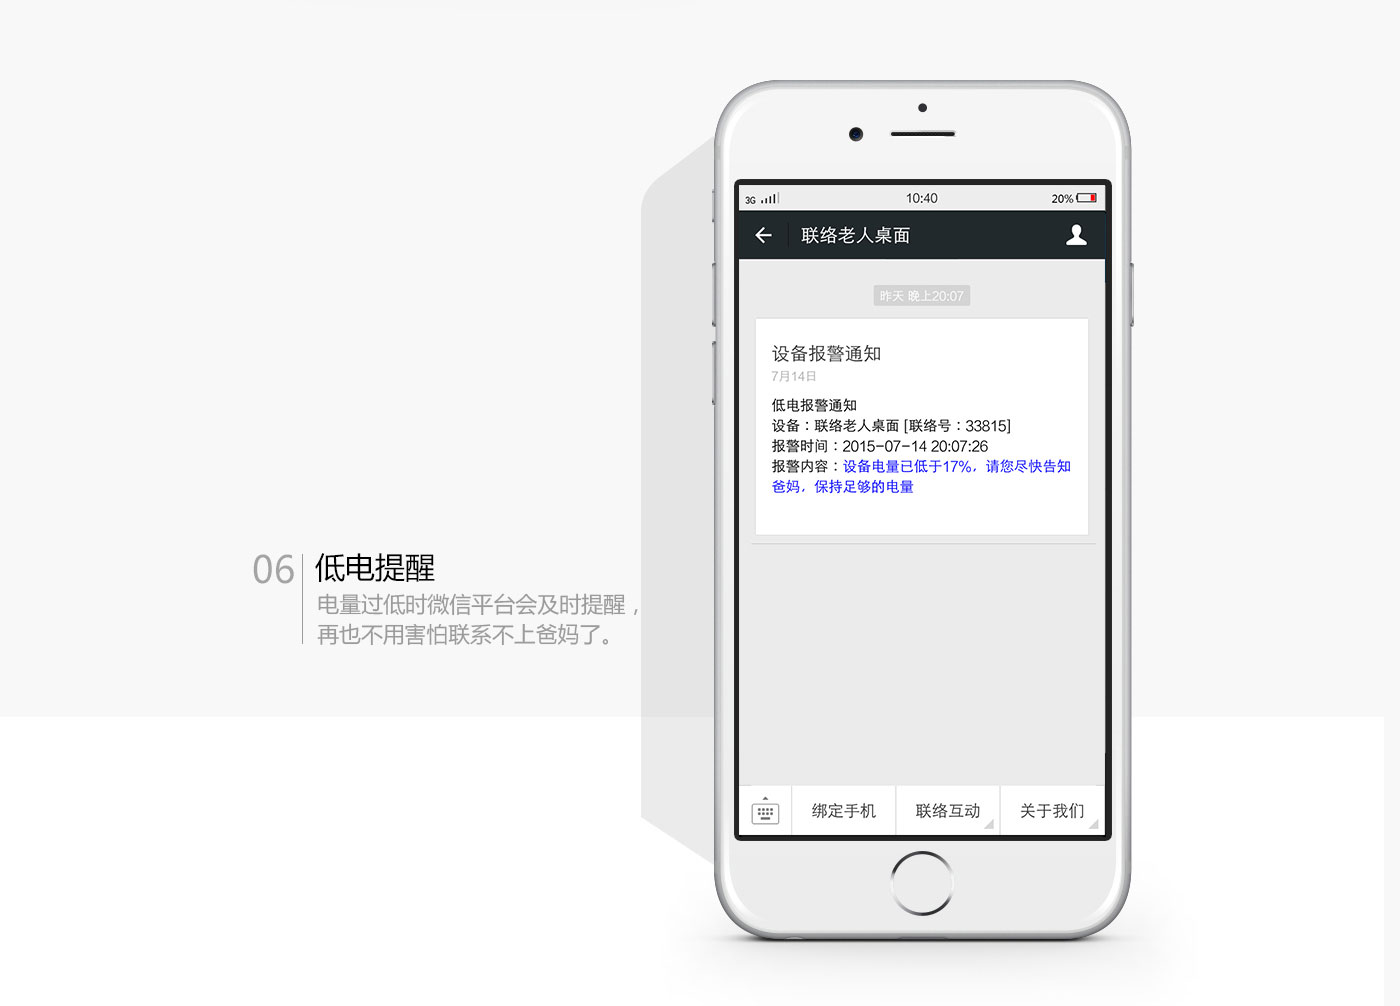 3G
10:40
20%
联络老人桌面
昨天 晚上20:07
设备报警通知
7月14日
低电报警通知
设备：联络老人桌面 [联络号：33815]
报警时间：2015-07-14 20:07:26
报警内容：设备电量已低于17%，请您尽快告知
爸妈，保持足够的电量
06
低电提醒
电量过低时微信平台会及时提醒，
再也不用害怕联系不上爸妈了。
绑定手机
联络互动
关于我们